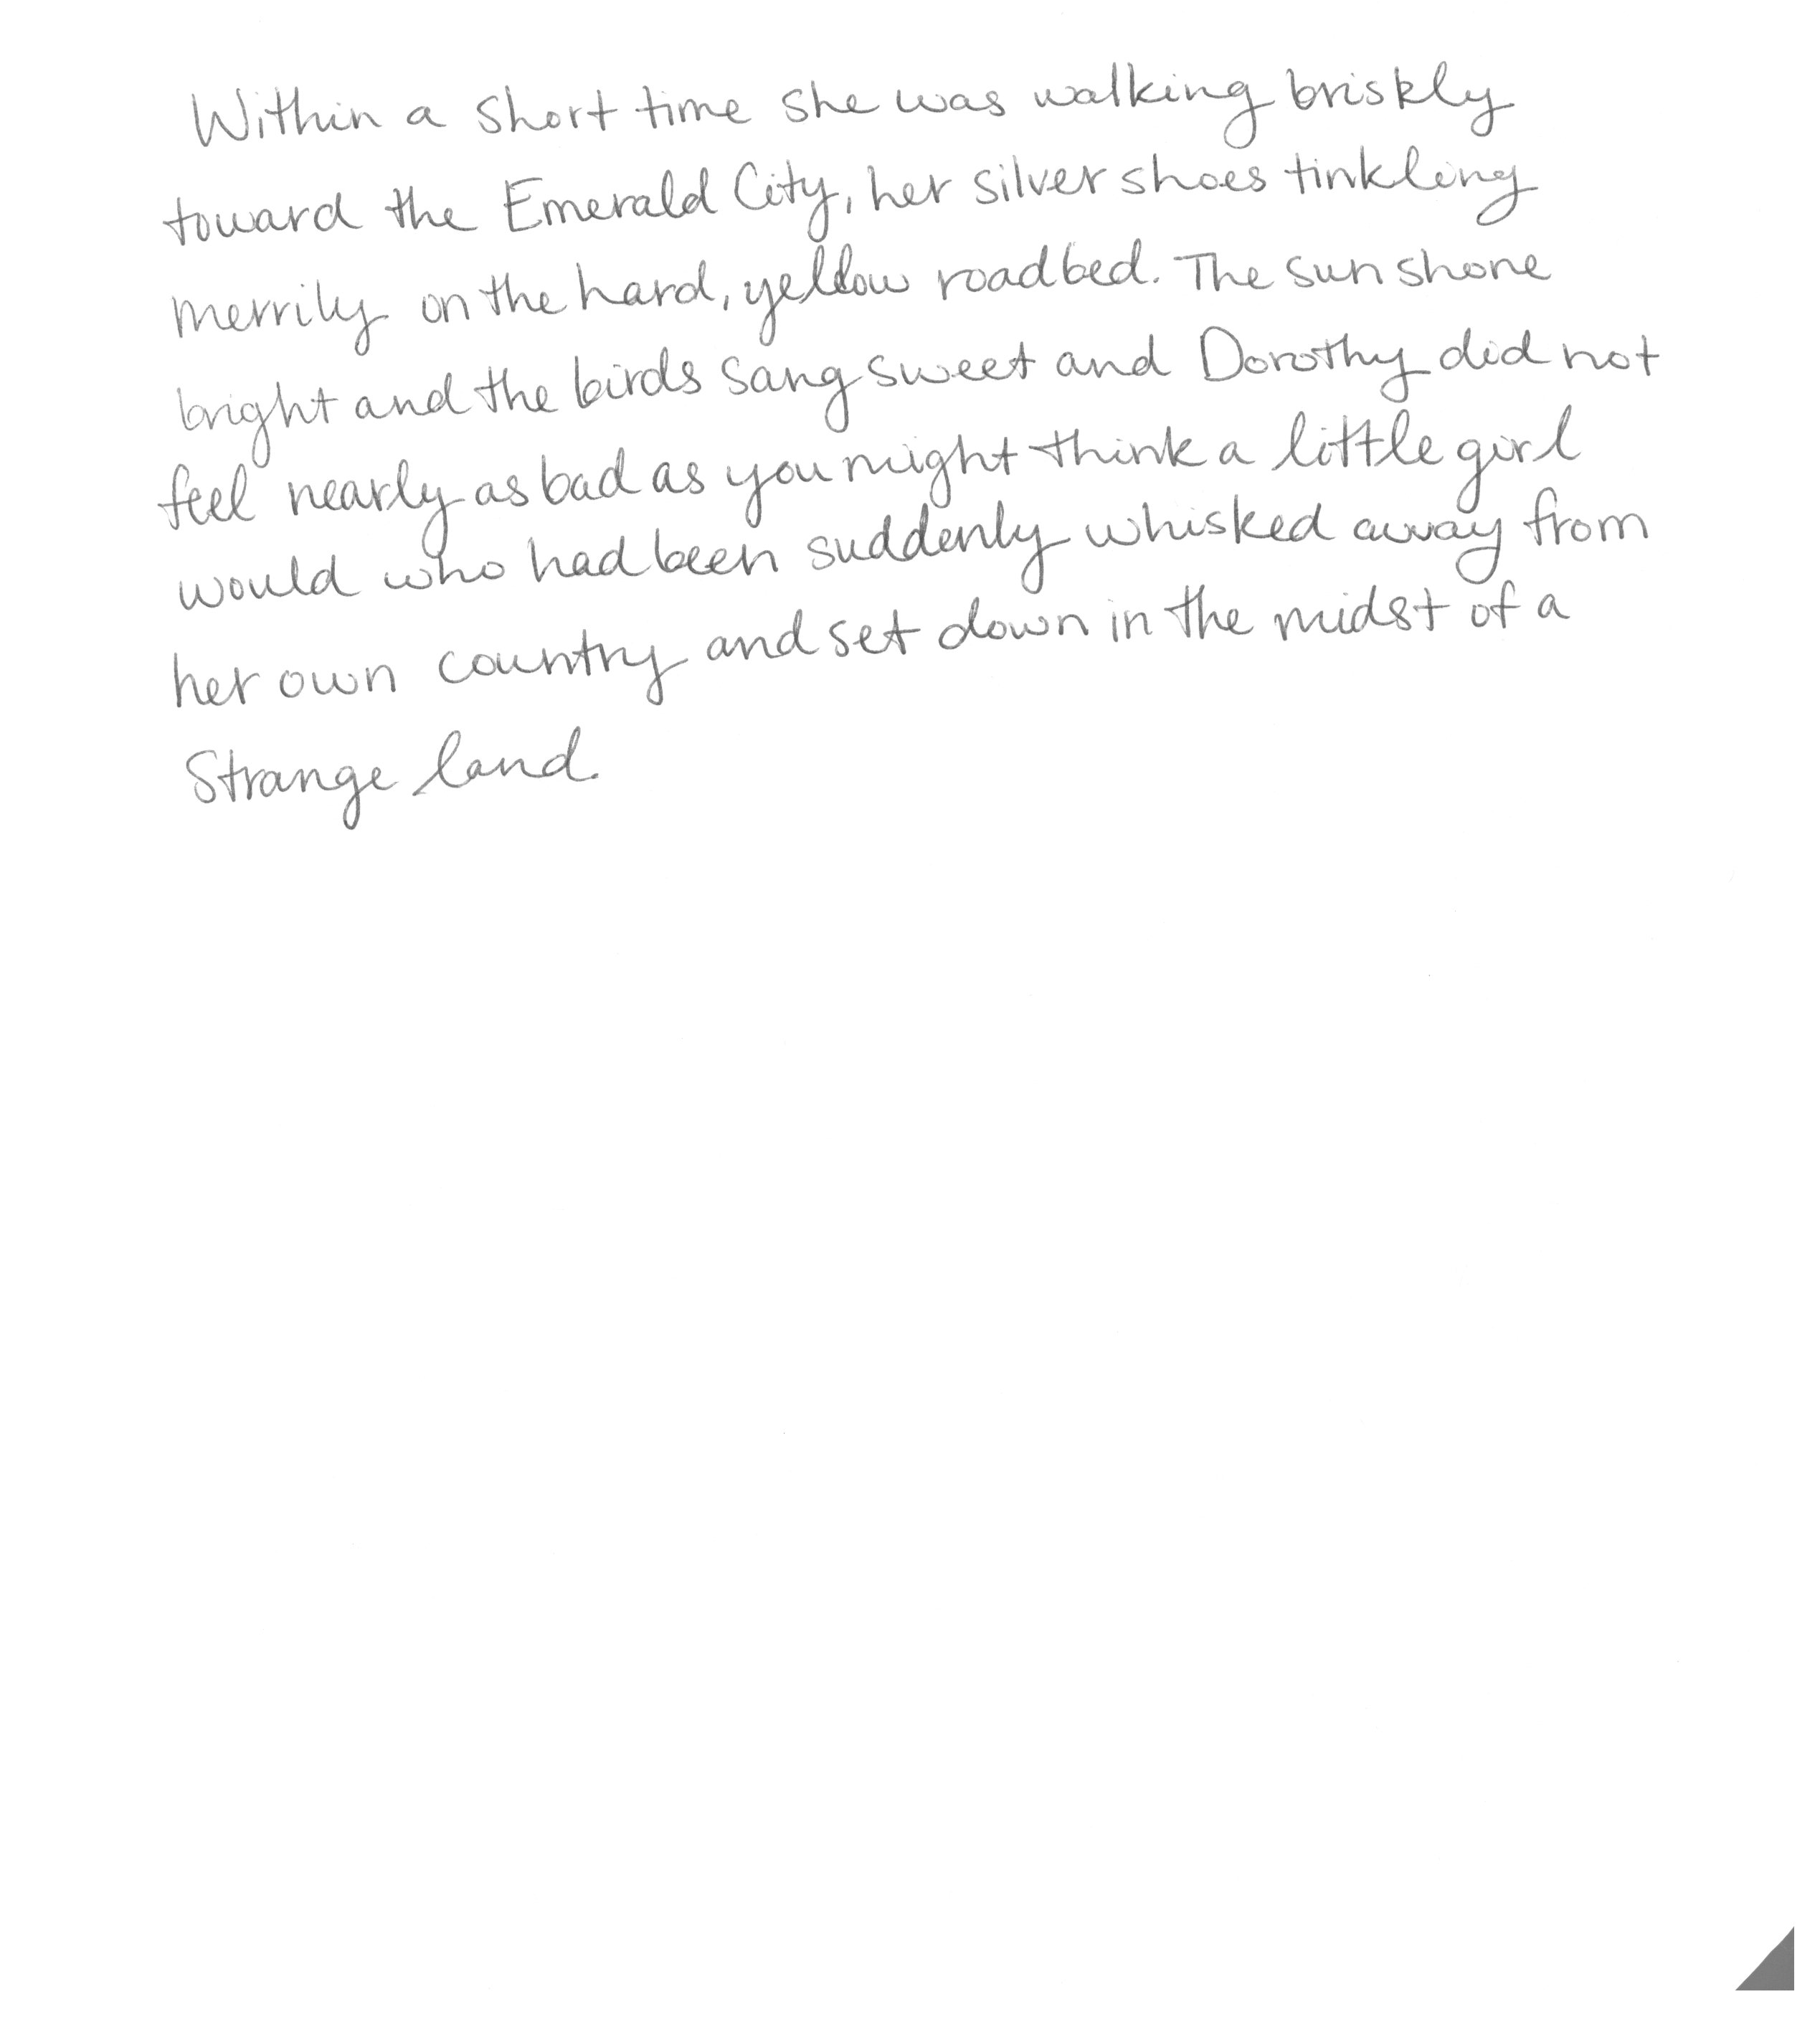 Within a short time she was walking briskly
toward the Emerald City, her silver shoes tinkling
merrily on the hard, yellow roadbed. The sun shone
bright and the birds sang sweet and Dorothy did not
feel nearly as bad as you might think a little girl
would who had been suddenly whisked away from
her own country and set down in the midst of a
strange land.